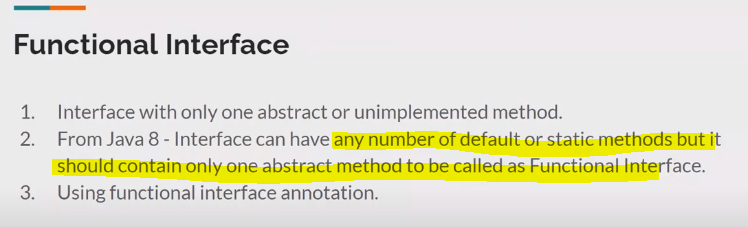 Functional Interface
1. Interface with only one abstract or unimplemented method.
2. From Java 8 - Interface can have any number of default or static methods but it
should contain only one abstract method to be called as Functional Interface.
3. Using functional interface annotation.